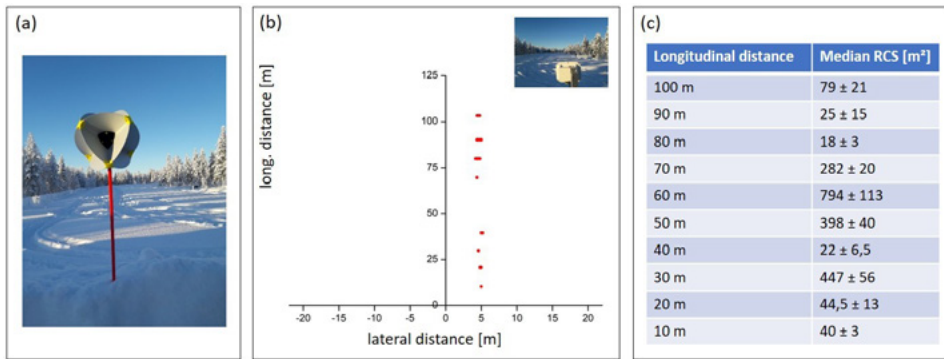 (a)
(b)
long. distance [m]
125
100
75
50
25
0
-20
-15
-10
-5
0
5
10
15
20
lateral distance [m]
(c)
Longitudinal distance Median RCS [m²]
100 m 79 ± 21
90 m 25 ± 15
80 m 18 ± 3
70 m 282 ± 20
60 m 794 ± 113
50 m 398 ± 40
40 m 22 ± 6,5
30 m 447 ± 56
20 m 44,5 ± 13
10 m 40 ± 3